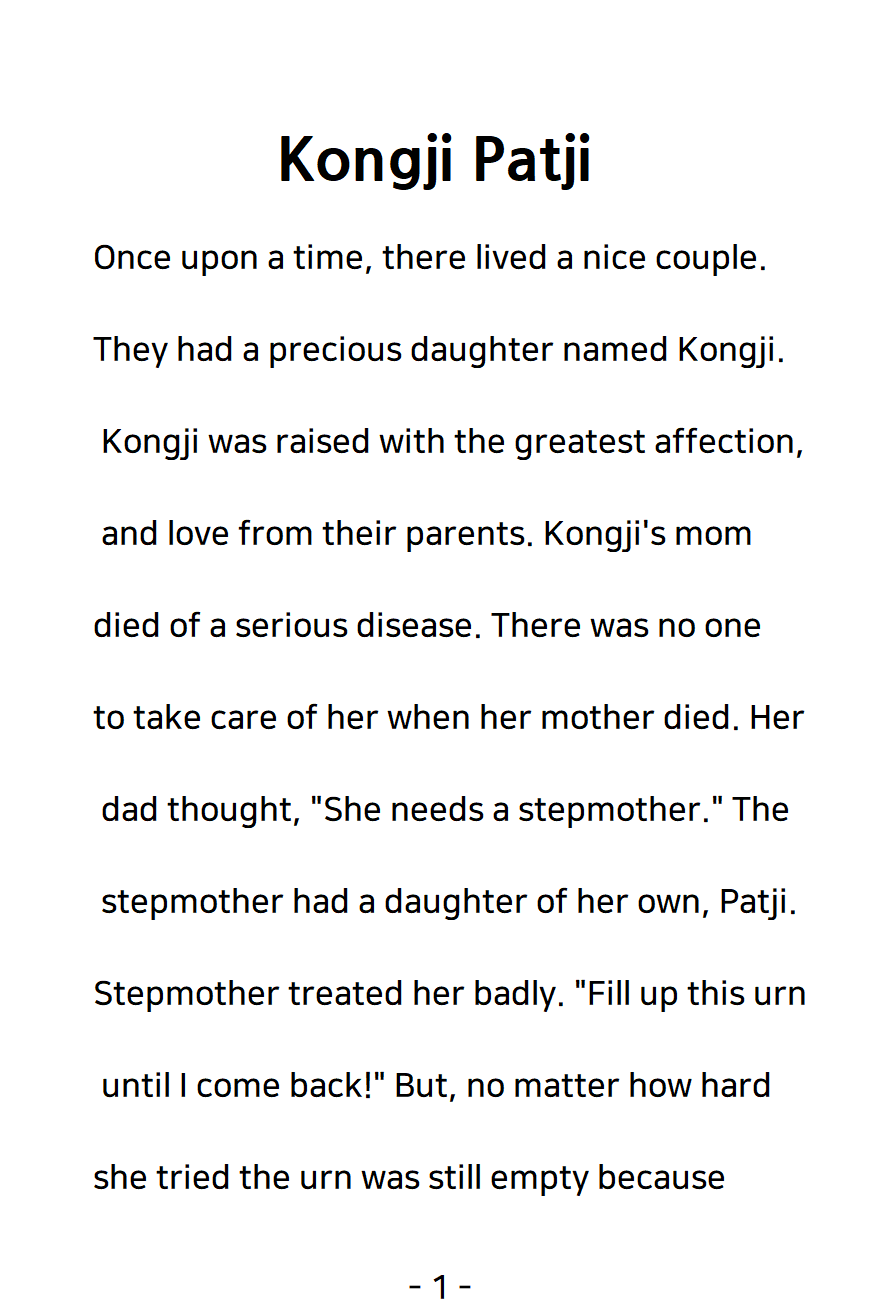 Kongji Patji
Once upon a time, there lived a nice couple.
They had a precious daughter named Kongji.
Kongji was raised with the greatest affection,
and love from their parents. Kongji's mom
died of a serious disease. There was no one
to take care of her when her mother died. Her
dad thought, "She needs a stepmother." The
stepmother had a daughter of her own, Patji.
Stepmother treated her badly. "Fill up this urn
until I come back!" But, no matter how hard
she tried the urn was still empty because
- 1 -